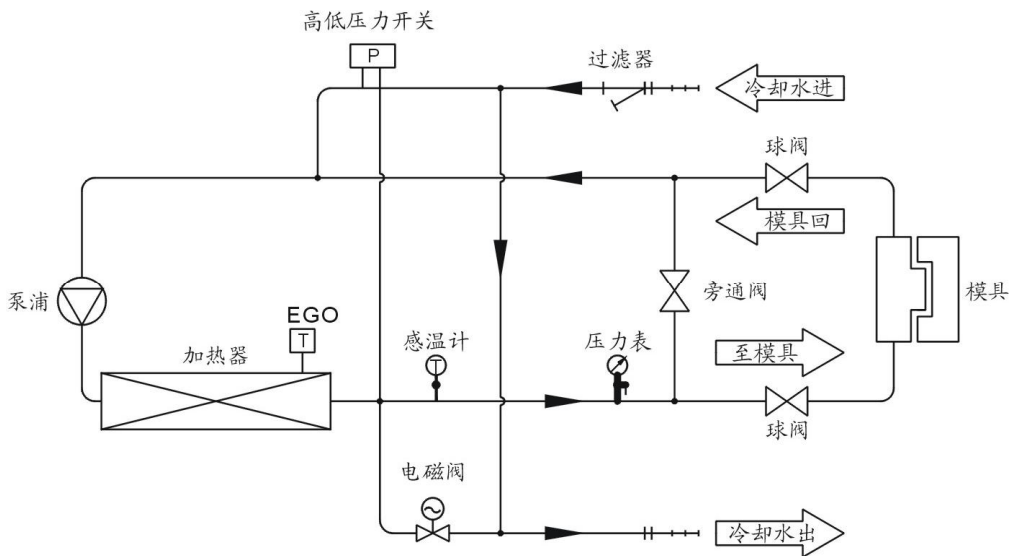 高低压力开关
P
过滤器
冷却水进
球阀
模具回
泵浦
旁通阀
模具
EGO
T
加热器
感温计
T
压力表
至模具
球阀
电磁阀
冷却水出